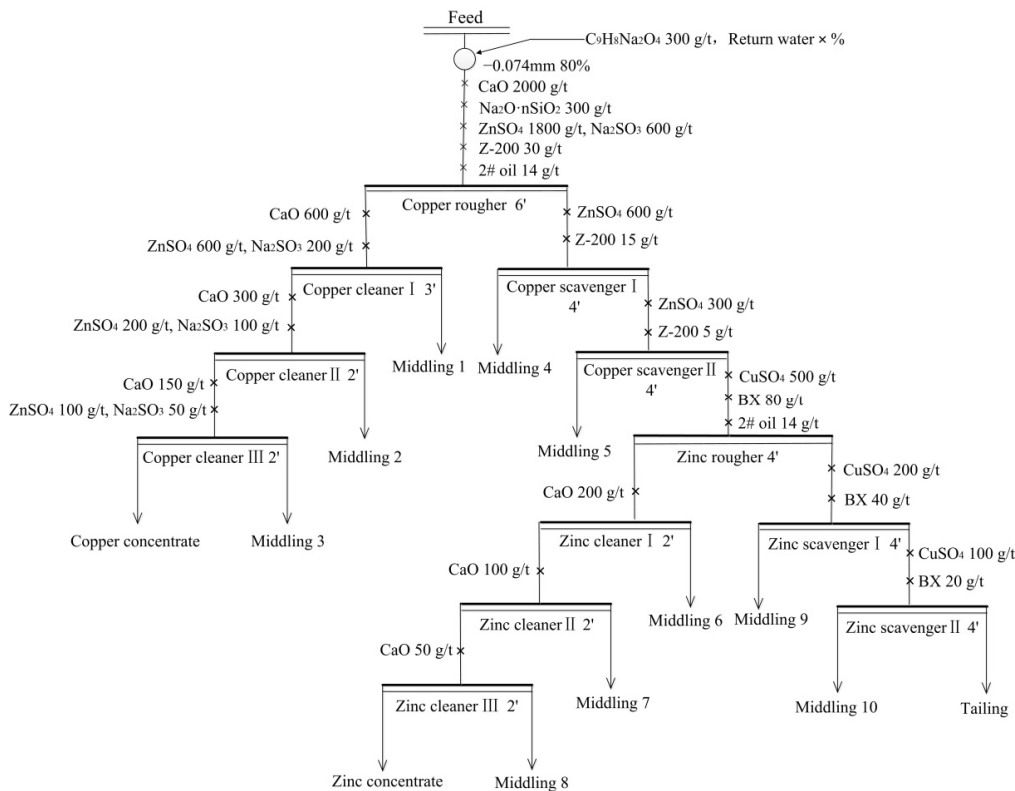 Feed
C₉H₈Na₂O₄ 300 g/t，Return water × %
−0.074mm 80%
CaO 2000 g/t
Na₂O·nSiO₂ 300 g/t
ZnSO₄ 1800 g/t, Na₂SO₃ 600 g/t
Z-200 30 g/t
2# oil 14 g/t
Copper rougher 6'
CaO 600 g/t
ZnSO₄ 600 g/t, Na₂SO₃ 200 g/t
ZnSO₄ 600 g/t
Z-200 15 g/t
Copper cleaner Ⅰ 3'
Copper scavenger Ⅰ
4'
CaO 300 g/t
ZnSO₄ 200 g/t, Na₂SO₃ 100 g/t
ZnSO₄ 300 g/t
Z-200 5 g/t
Middling 1
Middling 4
Copper cleaner Ⅱ 2'
Copper scavenger Ⅱ
4'
CaO 150 g/t
ZnSO₄ 100 g/t, Na₂SO₃ 50 g/t
CuSO₄ 500 g/t
BX 80 g/t
2# oil 14 g/t
Middling 2
Middling 5
Copper cleaner Ⅲ 2'
Zinc rougher 4'
CaO 200 g/t
CuSO₄ 200 g/t
BX 40 g/t
Copper concentrate
Middling 3
Zinc cleaner Ⅰ 2'
Zinc scavenger Ⅰ 4'
CaO 100 g/t
CuSO₄ 100 g/t
BX 20 g/t
Middling 6
Middling 9
Zinc cleaner Ⅱ 2'
Zinc scavenger Ⅱ 4'
CaO 50 g/t
Middling 7
Middling 10
Tailing
Zinc cleaner Ⅲ 2'
Zinc concentrate
Middling 8